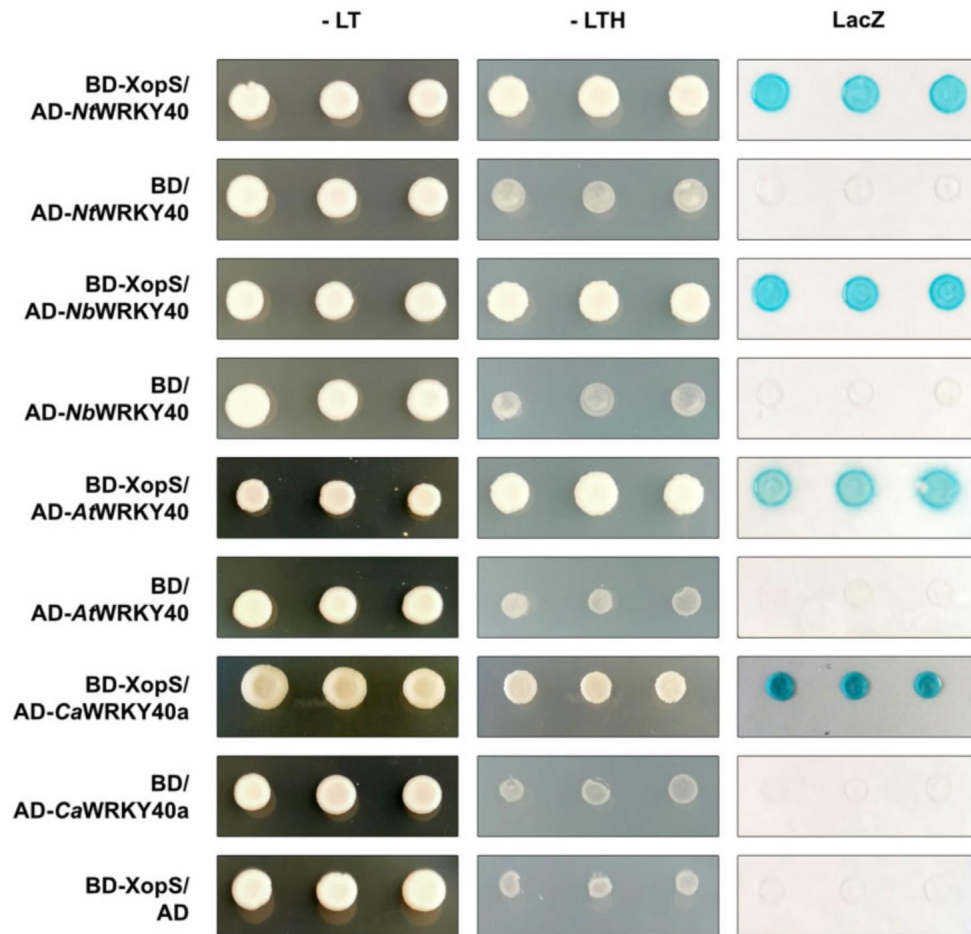 - LT - LTH LacZ
BD-XopS/
AD-NtWRKY40
BD/
AD-NtWRKY40
BD-XopS/
AD-NbWRKY40
BD/
AD-NbWRKY40
BD-XopS/
AD-AtWRKY40
BD/
AD-AtWRKY40
BD-XopS/
AD-CaWRKY40a
BD/
AD-CaWRKY40a
BD-XopS/
AD